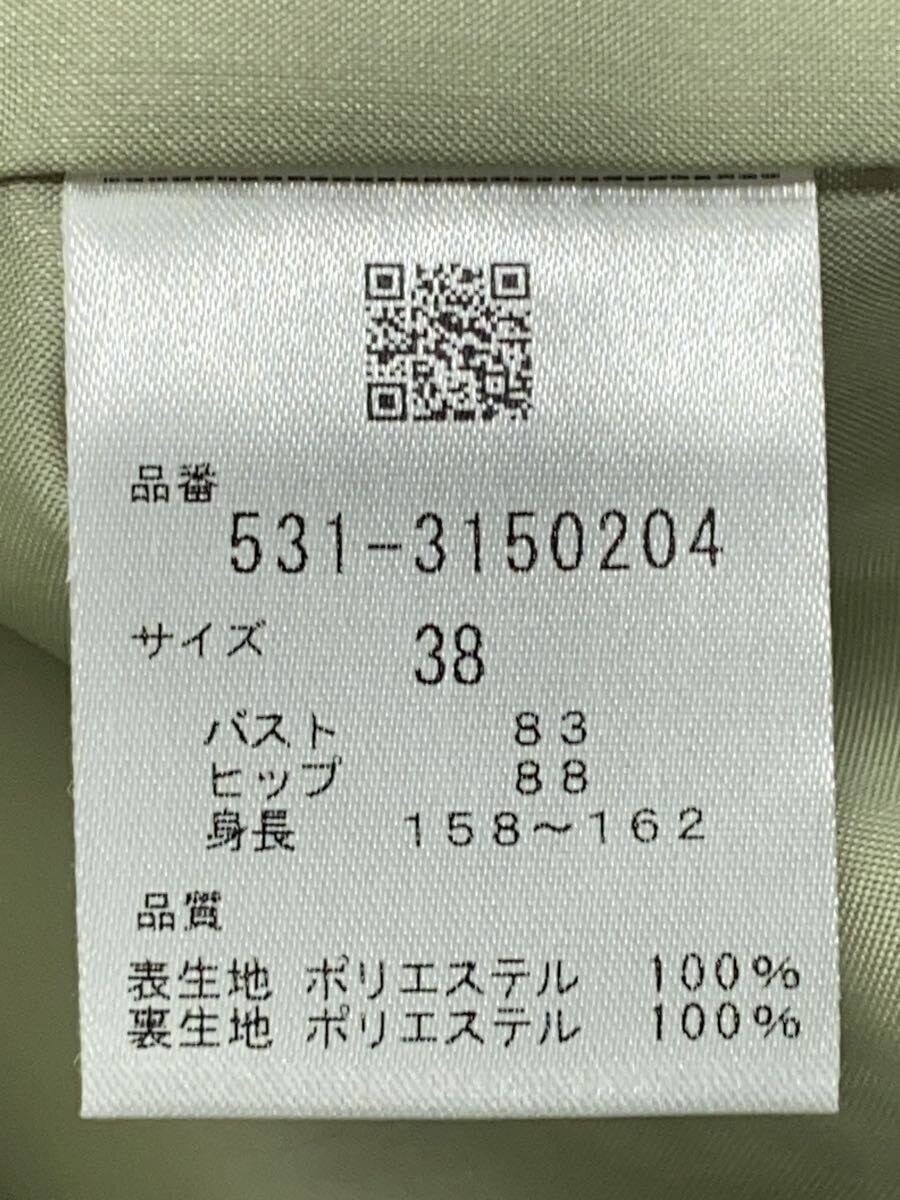 品番
531-3150204
サイズ 38
バスト 83
ヒップ 88
身長 158～162
品質
表生地 ポリエステル 100%
裏生地 ポリエステル 100%